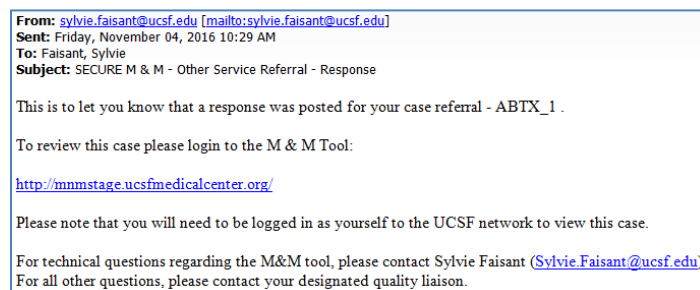 From: sylvie.faisant@ucsf.edu [mailto:sylvie.faisant@ucsf.edu]
Sent: Friday, November 04, 2016 10:29 AM
To: Faisant, Sylvie
Subject: SECURE M & M - Other Service Referral - Response
This is to let you know that a response was posted for your case referral - ABTX_1 .
To review this case please login to the M & M Tool:
http://mnmstage.ucsfmedicalcenter.org/
Please note that you will need to be logged in as yourself to the UCSF network to view this case.
For technical questions regarding the M&M tool, please contact Sylvie Faisant (Sylvie.Faisant@ucsf.edu)
For all other questions, please contact your designated quality liaison.